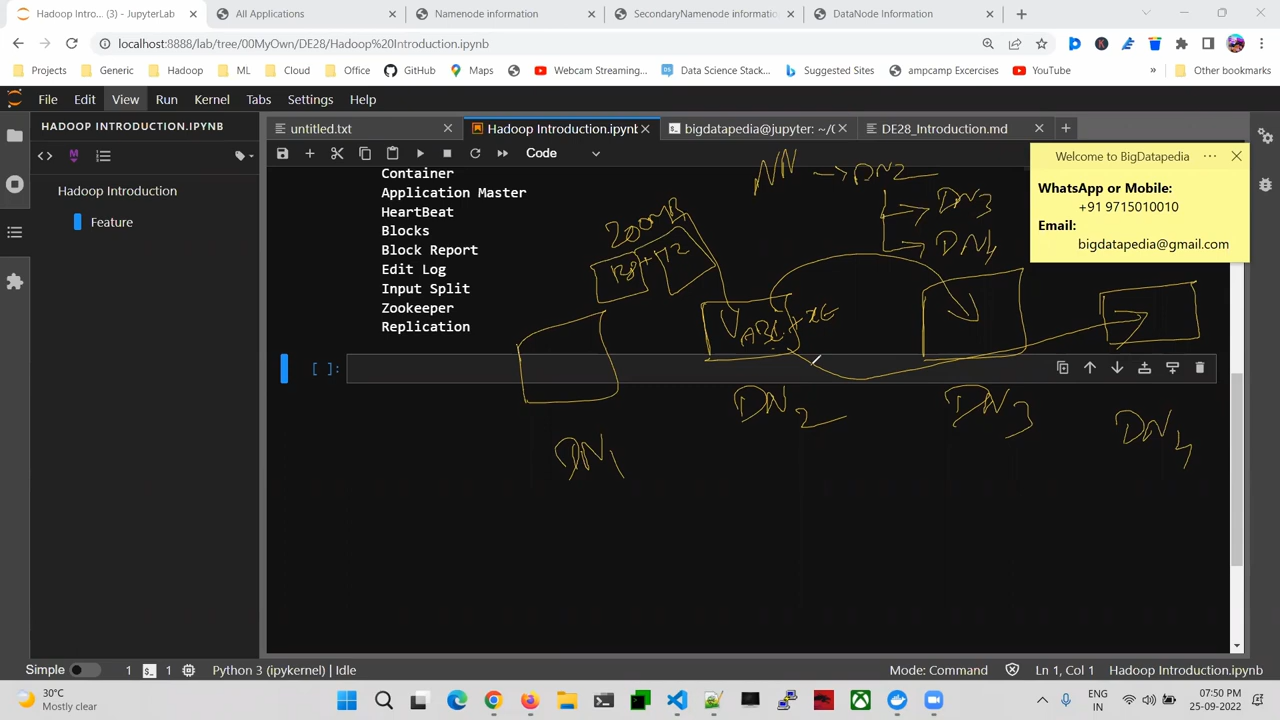 Hadoop Intro... (3) - JupyterLab
All Applications
Namenode information
SecondaryNamenode informatio
DataNode Information
localhost:8888/lab/tree/00MyOwn/DE28/Hadoop%20Introduction.ipynb
Projects
Generic
Hadoop
ML
Cloud
Office
GitHub
Maps
Webcam Streaming...
Data Science Stack...
Suggested Sites
ampcamp Excercises
YouTube
»
Other bookmarks
File Edit View Run Kernel Tabs Settings Help
HADOOP INTRODUCTION.IPYNB
Hadoop Introduction
Feature
untitled.txt
Hadoop Introduction.ipynt
bigdatapedia@jupyter: ~/(
DE28_Introduction.md
Code
Container
Application Master
HeartBeat
Blocks
Block Report
Edit Log
Input Split
Zookeeper
Replication
[ ]:
NN → DN2
DN3
DN4
200MB
128+72
ABC
DN1
DN2
DN3
DN4
Welcome to BigDatapedia
WhatsApp or Mobile:
+91 9715010010
Email:
bigdatapedia@gmail.com
Simple
1
1
Python 3 (ipykernel) | Idle
Mode: Command
Ln 1, Col 1
Hadoop Introduction.ipynb
30°C
Mostly clear
ENG
IN
07:50 PM
25-09-2022